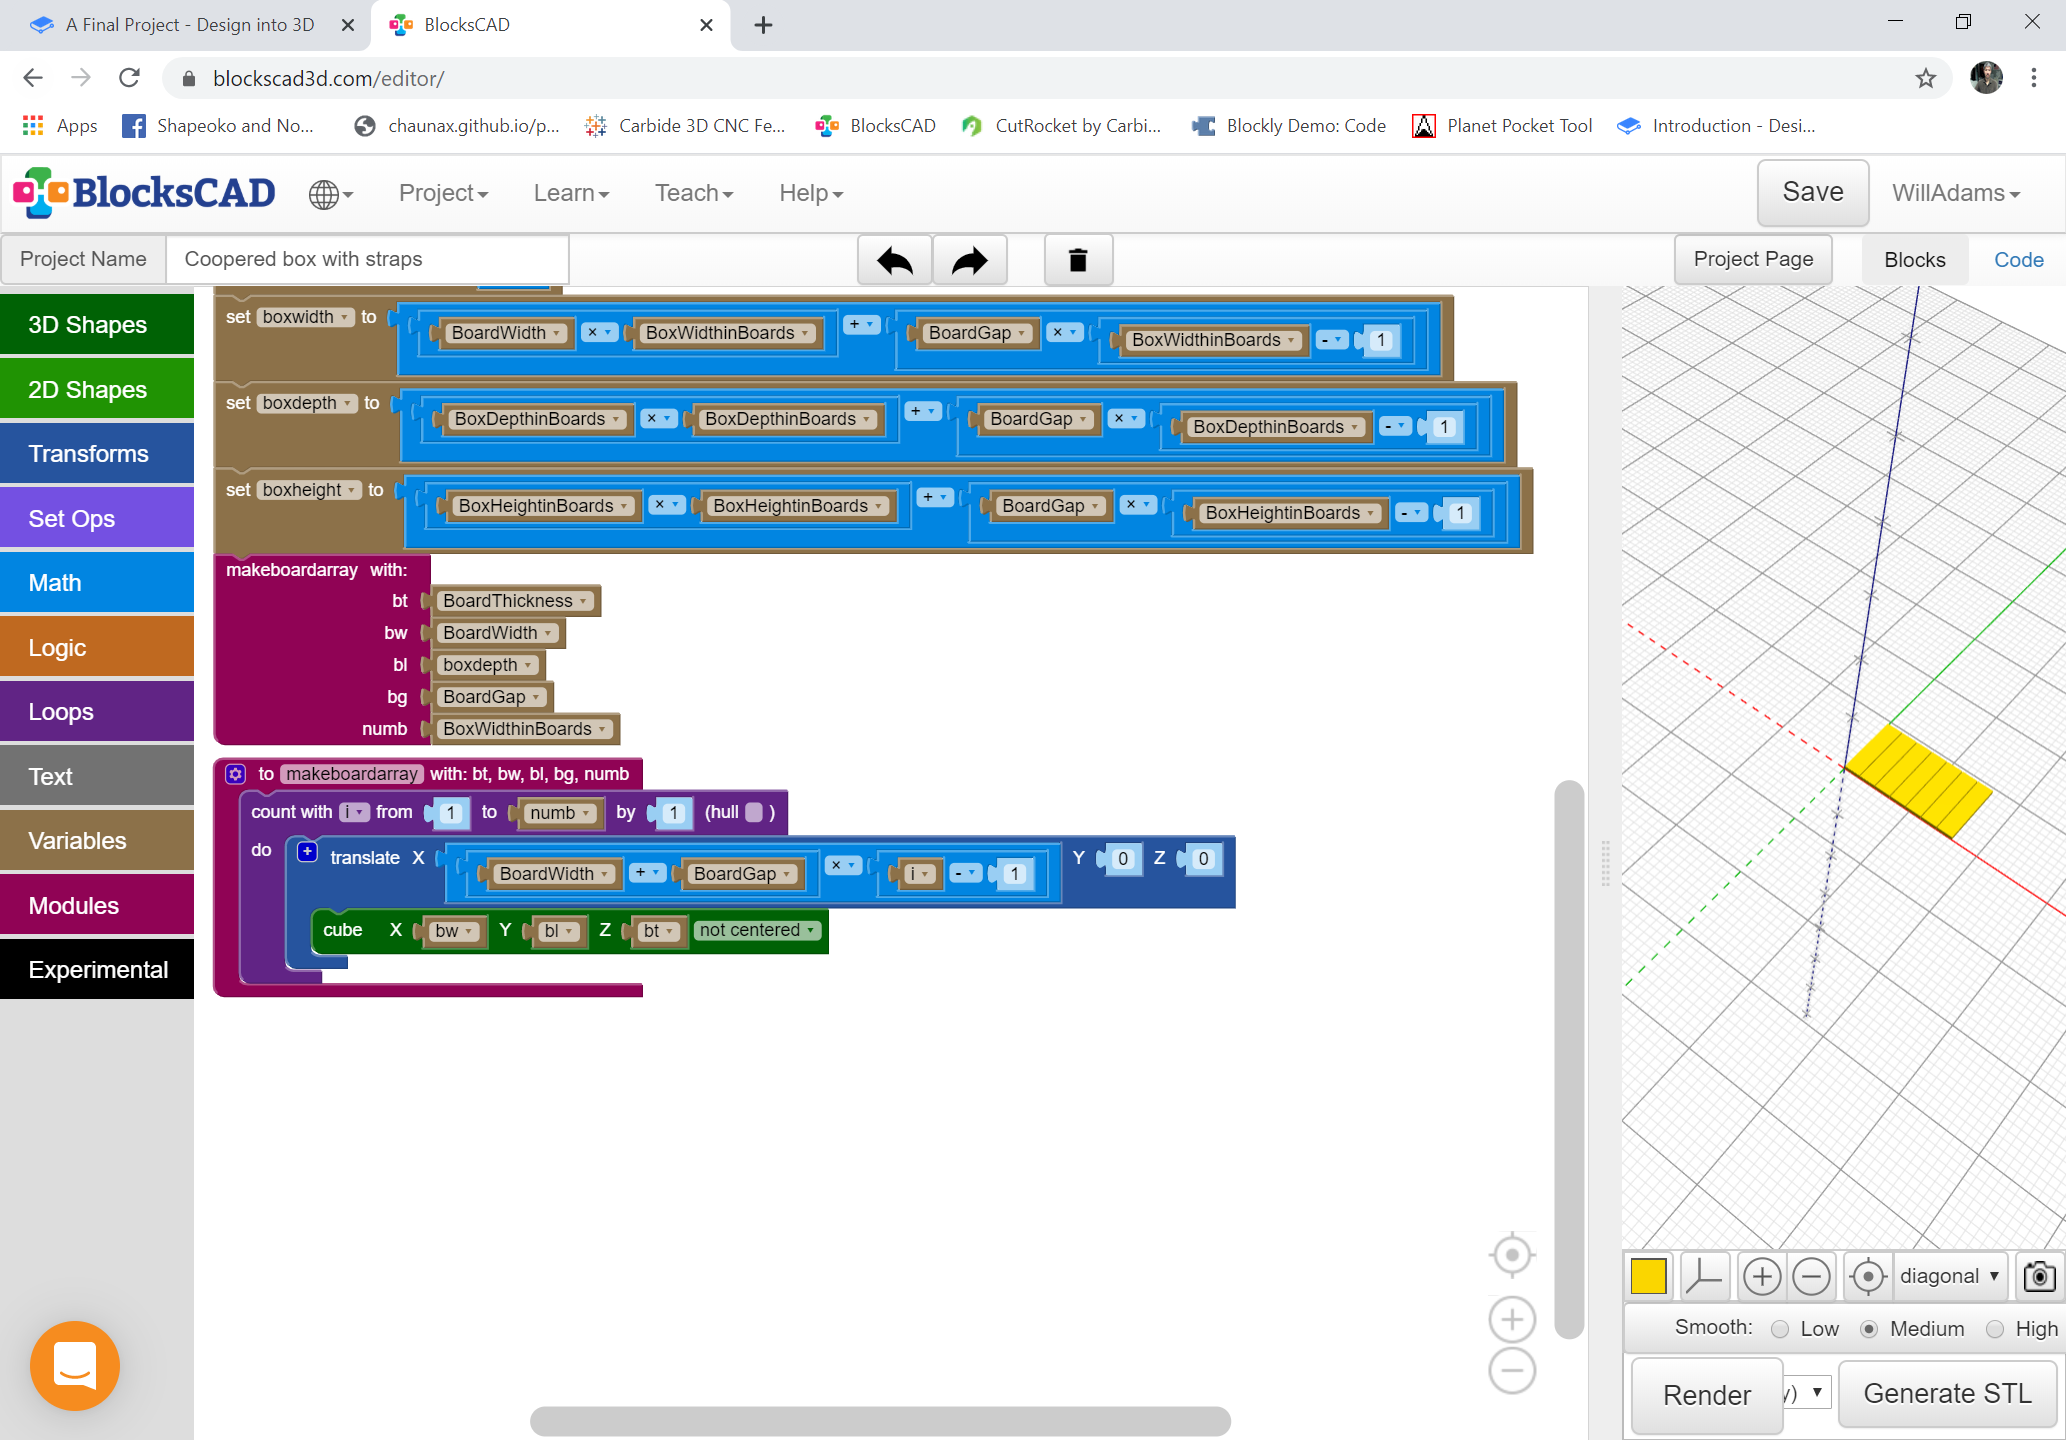 A Final Project - Design into 3D
BlocksCAD
blockscad3d.com/editor/
Apps
Shapeoko and No...
chaunax.github.io/p...
Carbide 3D CNC Fe...
BlocksCAD
CutRocket by Carbi...
Blockly Demo: Code
Planet Pocket Tool
Introduction - Desi...
BlocksCAD
Project
Learn
Teach
Help
Save
WillAdams
Project Name
Coopered box with straps
Project Page
Blocks
Code
3D Shapes
2D Shapes
Transforms
Set Ops
Math
Logic
Loops
Text
Variables
Modules
Experimental
set boxwidth to BoardWidth × BoxWidthinBoards + BoardGap × BoxWidthinBoards - 1
set boxdepth to BoxDepthinBoards × BoxDepthinBoards + BoardGap × BoxDepthinBoards - 1
set boxheight to BoxHeightinBoards × BoxHeightinBoards + BoardGap × BoxHeightinBoards - 1
makeboardarray with:
bt BoardThickness
bw BoardWidth
bl boxdepth
bg BoardGap
numb BoxWidthinBoards
to makeboardarray with: bt, bw, bl, bg, numb
count with i from 1 to numb by 1 (hull )
do + translate X BoardWidth + BoardGap × i - 1 Y 0 Z 0
cube X bw Y bl Z bt not centered
diagonal
Smooth: Low Medium High
Render
y)
Generate STL